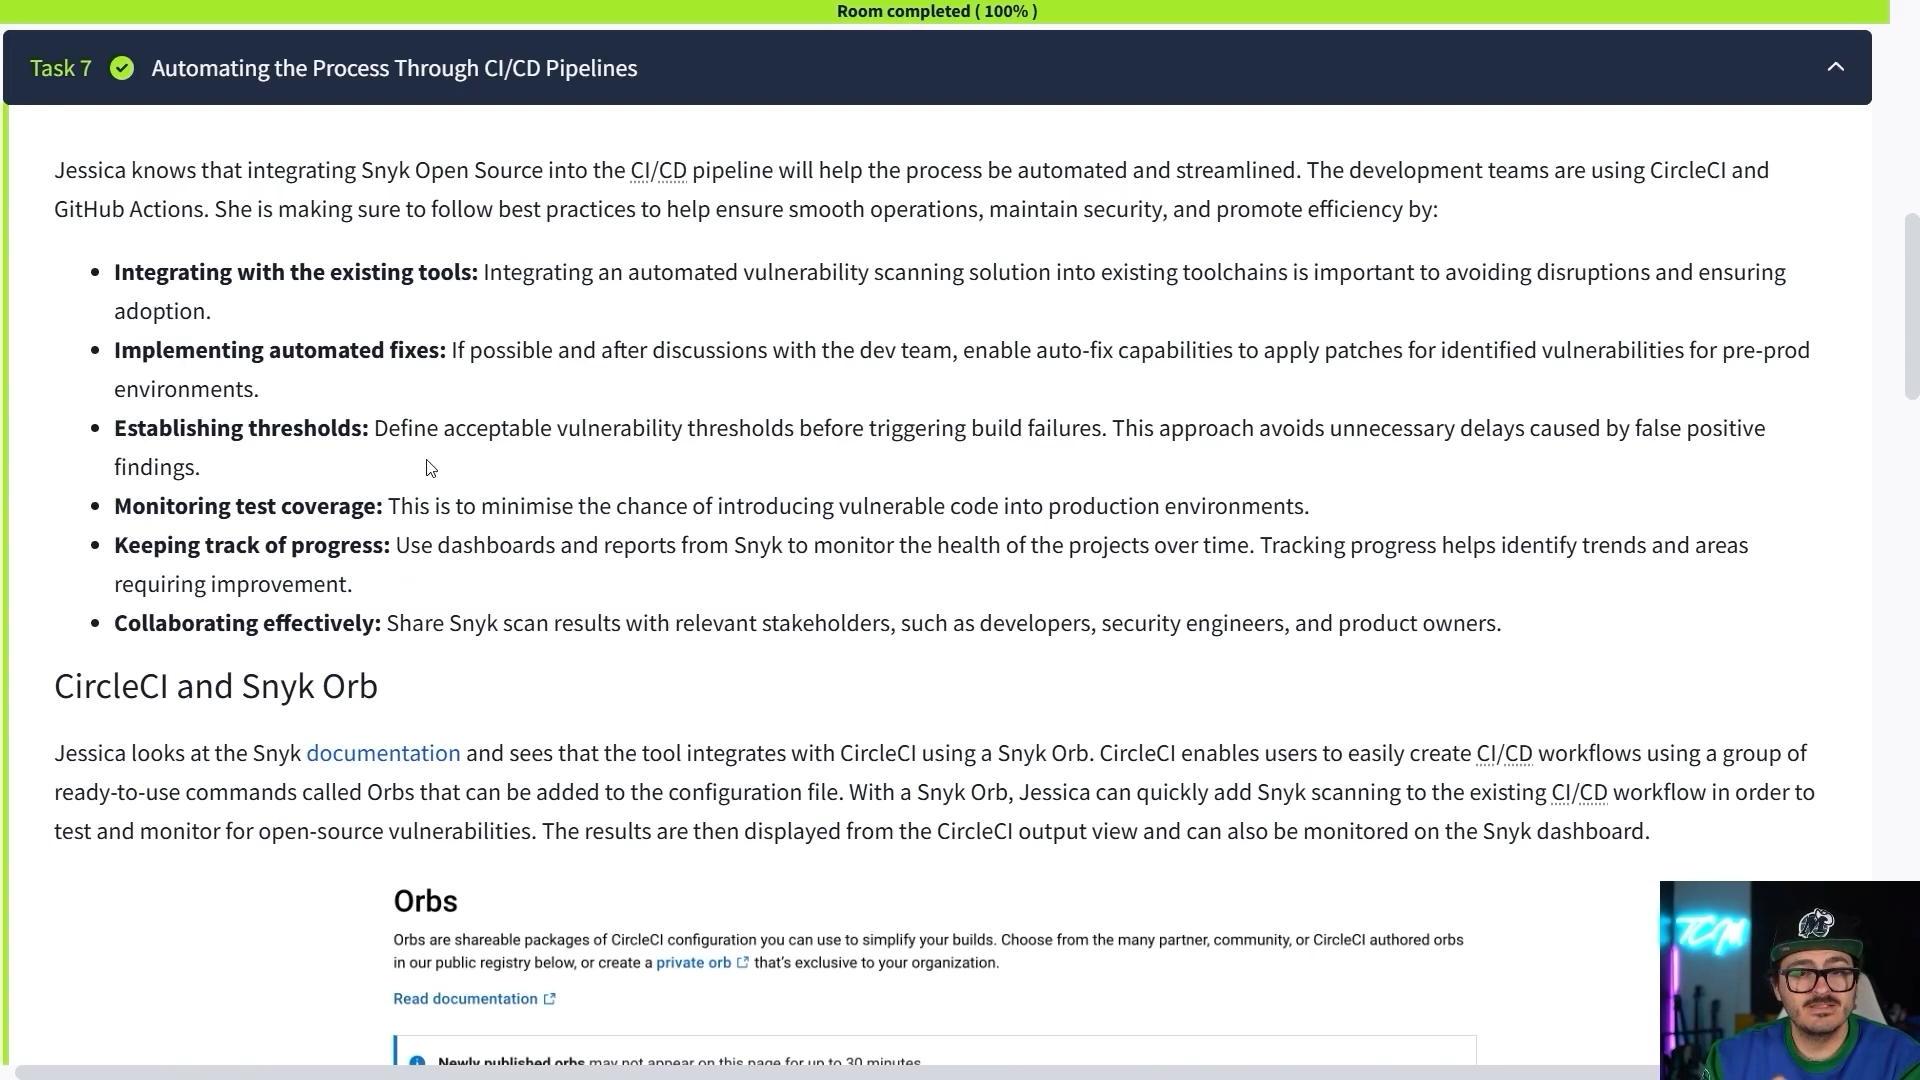 Room completed ( 100% )
Task 7 Automating the Process Through CI/CD Pipelines
Jessica knows that integrating Snyk Open Source into the CI/CD pipeline will help the process be automated and streamlined. The development teams are using CircleCI and
GitHub Actions. She is making sure to follow best practices to help ensure smooth operations, maintain security, and promote efficiency by:
• Integrating with the existing tools: Integrating an automated vulnerability scanning solution into existing toolchains is important to avoiding disruptions and ensuring
adoption.
• Implementing automated fixes: If possible and after discussions with the dev team, enable auto-fix capabilities to apply patches for identified vulnerabilities for pre-prod
environments.
• Establishing thresholds: Define acceptable vulnerability thresholds before triggering build failures. This approach avoids unnecessary delays caused by false positive
findings.
• Monitoring test coverage: This is to minimise the chance of introducing vulnerable code into production environments.
• Keeping track of progress: Use dashboards and reports from Snyk to monitor the health of the projects over time. Tracking progress helps identify trends and areas
requiring improvement.
• Collaborating effectively: Share Snyk scan results with relevant stakeholders, such as developers, security engineers, and product owners.
CircleCI and Snyk Orb
Jessica looks at the Snyk documentation and sees that the tool integrates with CircleCI using a Snyk Orb. CircleCI enables users to easily create CI/CD workflows using a group of
ready-to-use commands called Orbs that can be added to the configuration file. With a Snyk Orb, Jessica can quickly add Snyk scanning to the existing CI/CD workflow in order to
test and monitor for open-source vulnerabilities. The results are then displayed from the CircleCI output view and can also be monitored on the Snyk dashboard.
Orbs
Orbs are shareable packages of CircleCI configuration you can use to simplify your builds. Choose from the many partner, community, or CircleCI authored orbs
in our public registry below, or create a private orb that's exclusive to your organization.
Read documentation
Newly published orbs may not appear on this page for up to 30 minutes
TCM